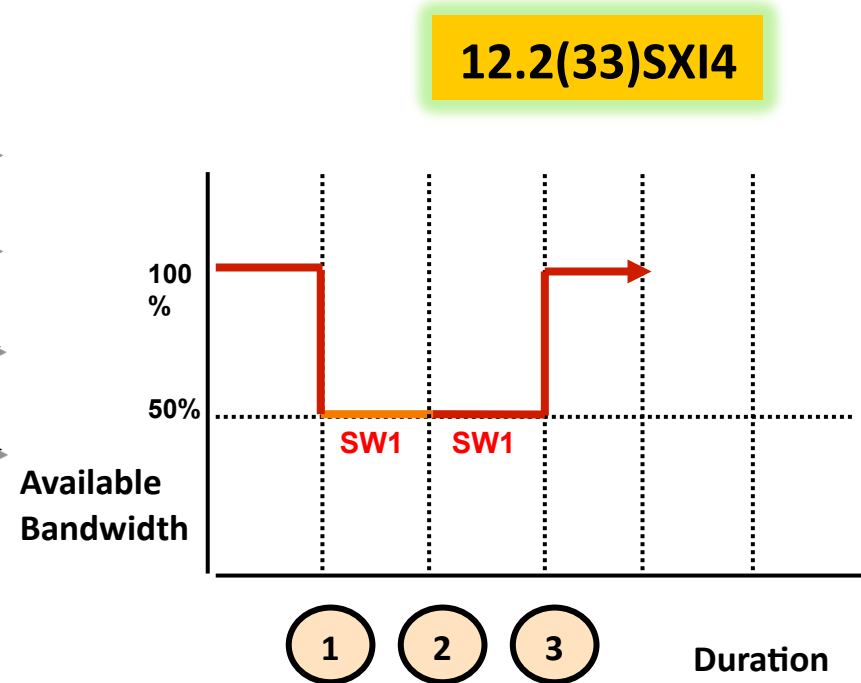 12.2(33)SXI4
100
%
50%
SW1 SW1
Available
Bandwidth
1 2 3
Duration